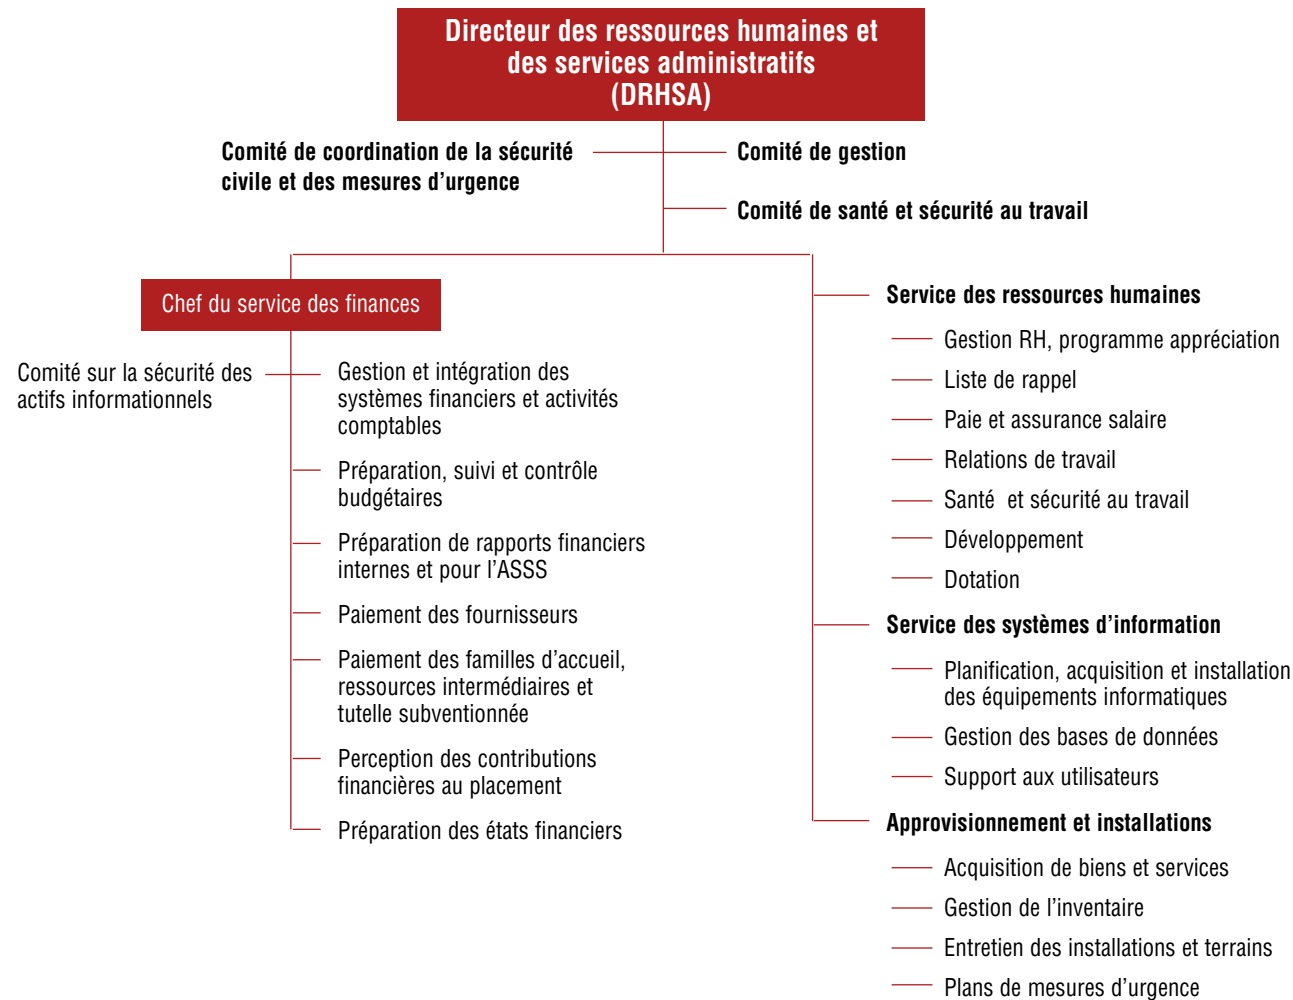 Directeur des ressources humaines et
des services administratifs
(DRHSA)
Comité de coordination de la sécurité
civile et des mesures d’urgence
Comité de gestion
Comité de santé et sécurité au travail
Chef du service des finances
Comité sur la sécurité des
actifs informationnels
Gestion et intégration des
systèmes financiers et activités
comptables
Préparation, suivi et contrôle
budgétaires
Préparation de rapports financiers
internes et pour l’ASSS
Paiement des fournisseurs
Paiement des familles d’accueil,
ressources intermédiaires et
tutelle subventionnée
Perception des contributions
financières au placement
Préparation des états financiers
Service des ressources humaines
Gestion RH, programme appréciation
Liste de rappel
Paie et assurance salaire
Relations de travail
Santé  et sécurité au travail
Développement
Dotation
Service des systèmes d’information
Planification, acquisition et installation
des équipements informatiques
Gestion des bases de données
Support aux utilisateurs
Approvisionnement et installations
Acquisition de biens et services
Gestion de l’inventaire
Entretien des installations et terrains
Plans de mesures d’urgence